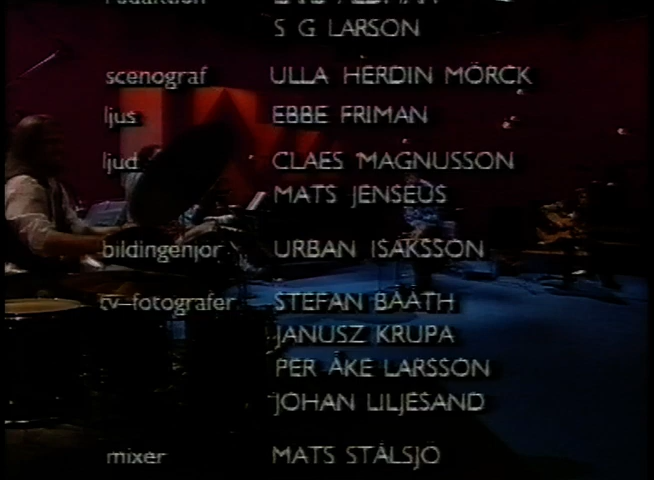 S G LARSON
scenograf ULLA HERDIN MÖRCK
ljus EBBE FRIMAN
ljud CLAES MAGNUSSON
MATS JENSEUS
bildingenjör URBAN ISAKSSON
tv-fotografer STEFAN BÅÅTH
JANUSZ KRUPA
PER ÅKE LARSSON
JOHAN LILJESAND
mixer MATS STÅLSJÖ